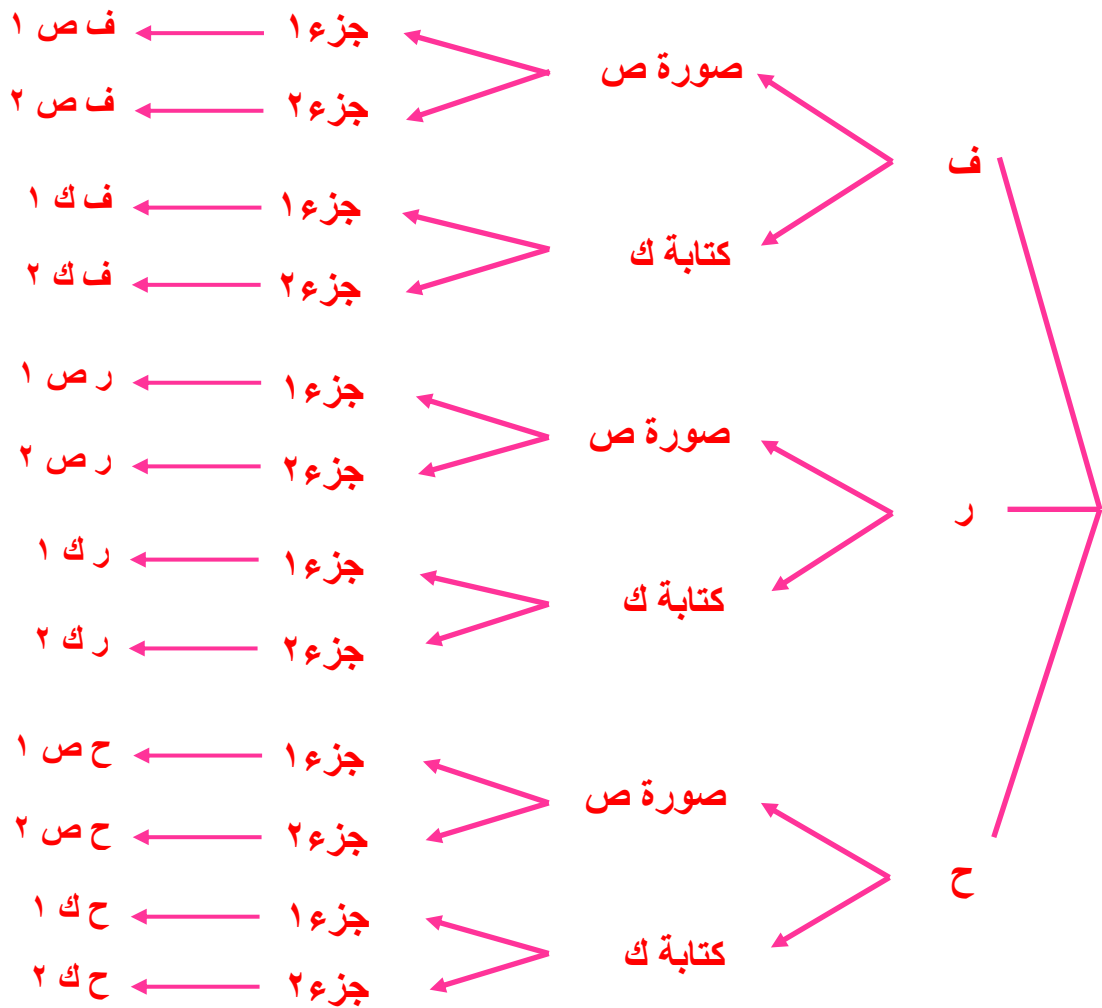 صورة ص جزء١ ف ص ١
جزء٢ ف ص ٢
ف
كتابة ك جزء١ ف ك ١
جزء٢ ف ك ٢
صورة ص جزء١ ر ص ١
جزء٢ ر ص ٢
ر
كتابة ك جزء١ ر ك ١
جزء٢ ر ك ٢
صورة ص جزء١ ح ص ١
جزء٢ ح ص ٢
ح
كتابة ك جزء١ ح ك ١
جزء٢ ح ك ٢